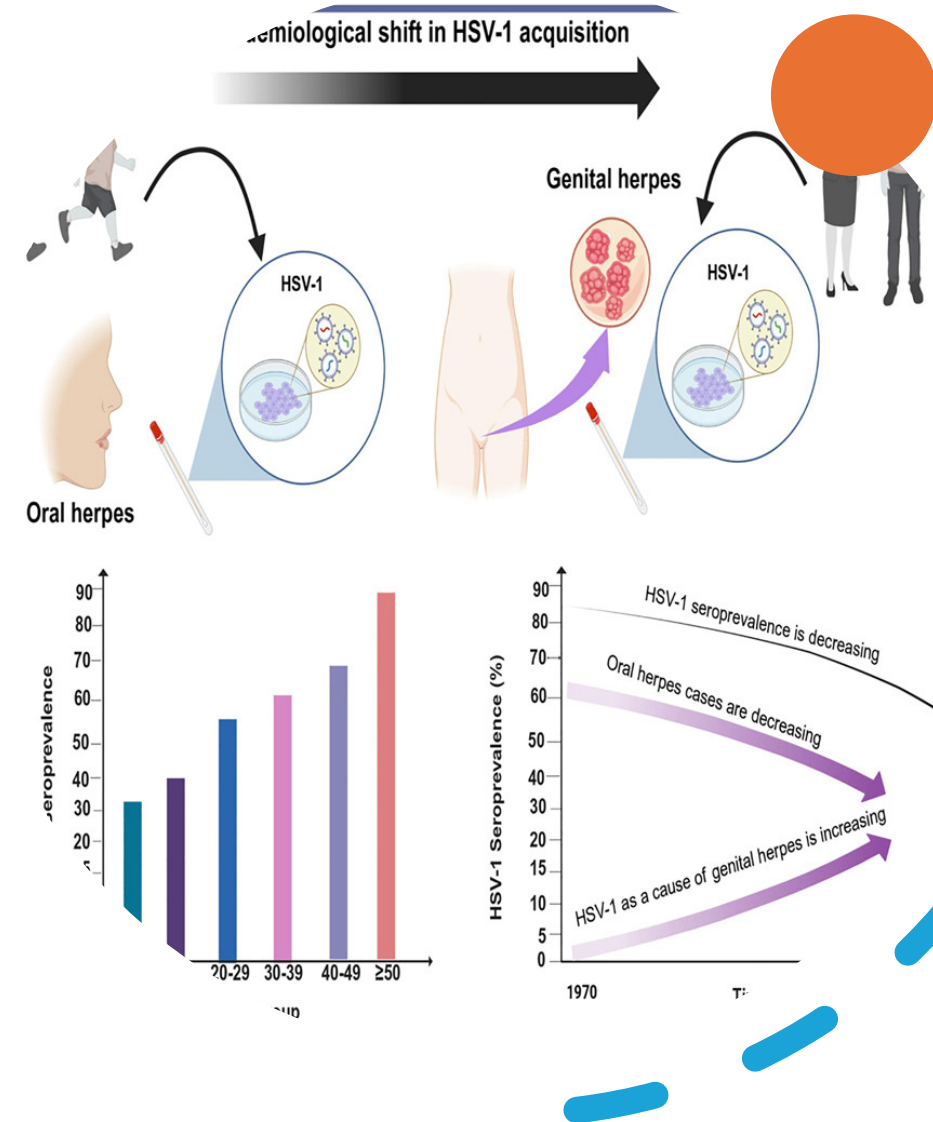 shift in HSV-1 acquisition
Genital herpes
HSV-1
HSV-1
Oral herpes
90
80
70
60
50
40
30
20
20-29 30-39 40-49 ≥50
HSV-1 Seroprevalence (%)
90
80
70
60
50
40
30
20
15
10
5
0
HSV-1 seroprevalence is decreasing
Oral herpes cases are decreasing
HSV-1 as a cause of genital herpes is increasing
1970